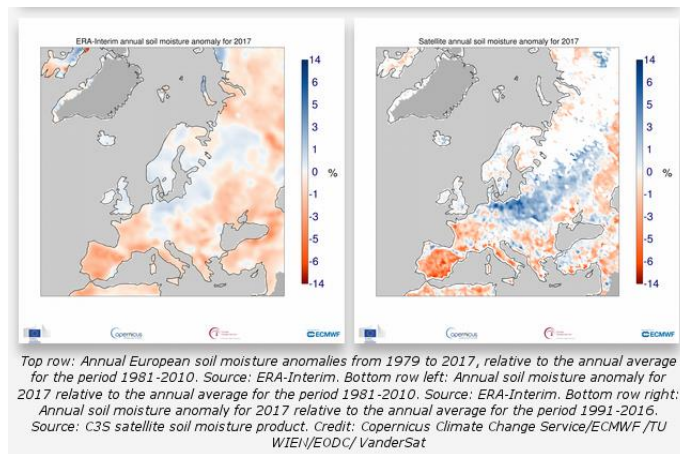 ERA-Interim annual soil moisture anomaly for 2017
14
6
5
3
1
0
-1
-3
-5
-6
-14
%
Satellite annual soil moisture anomaly for 2017
14
6
5
3
1
0
-1
-3
-5
-6
-14
%
Copernicus
ECMWF
Copernicus
ECMWF
Top row: Annual European soil moisture anomalies from 1979 to 2017, relative to the annual average
for the period 1981-2010. Source: ERA-Interim. Bottom row left: Annual soil moisture anomaly for
2017 relative to the annual average for the period 1981-2010. Source: ERA-Interim. Bottom row right:
Annual soil moisture anomaly for 2017 relative to the annual average for the period 1991-2016.
Source: C3S satellite soil moisture product. Credit: Copernicus Climate Change Service/ECMWF /TU
WIEN/EODC/ VanderSat